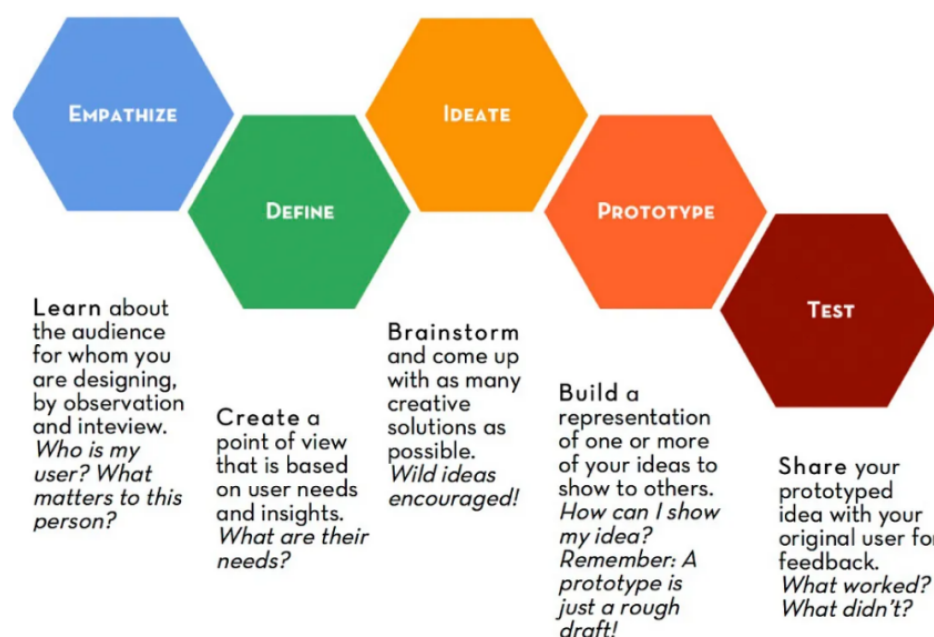 EMPATHIZE
DEFINE
IDEATE
PROTOTYPE
TEST
Learn about
the audience
for whom you
are designing,
by observation
and inteview.
Who is my
user? What
matters to this
person?
Create a
point of view
that is based
on user needs
and insights.
What are their
needs?
Brainstorm
and come up
with as many
creative
solutions as
possible.
Wild ideas
encouraged!
Build a
representation
of one or more
of your ideas to
show to others.
How can I show
my idea?
Remember: A
prototype is
just a rough
draft!
Share your
prototyped
idea with your
original user for
feedback.
What worked?
What didn't?